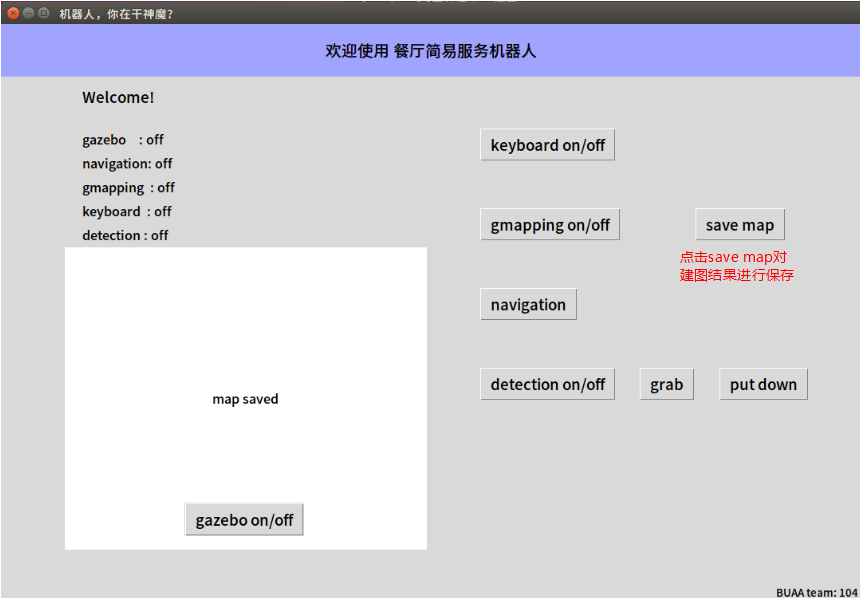 机器人，你在干神魔?
欢迎使用 餐厅简易服务机器人
Welcome!
gazebo : off
navigation: off
gmapping : off
keyboard : off
detection : off
map saved
gazebo on/off
keyboard on/off
gmapping on/off
save map
点击save map对
建图结果进行保存
navigation
detection on/off
grab
put down
BUAA team: 104